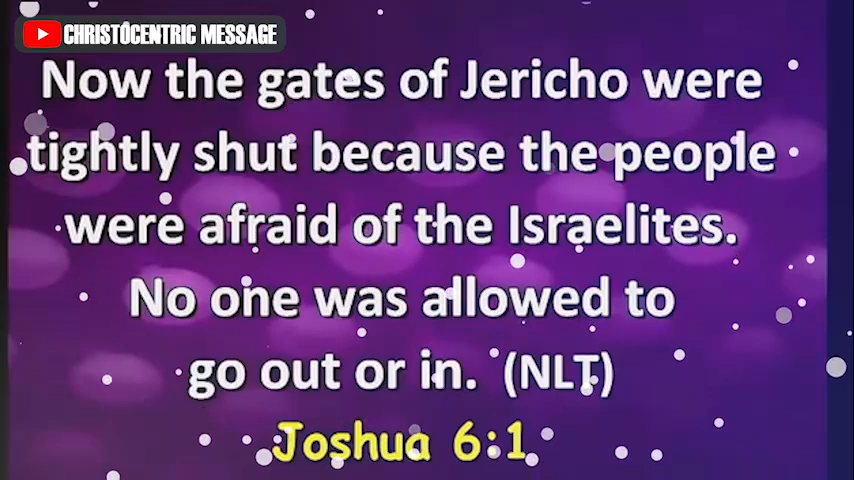 CHRISTOCENTRIC MESSAGE
Now the gates of Jericho were
tightly shut because the people
were afraid of the Israelites.
No one was allowed to
go out or in. (NLT)
Joshua 6:1